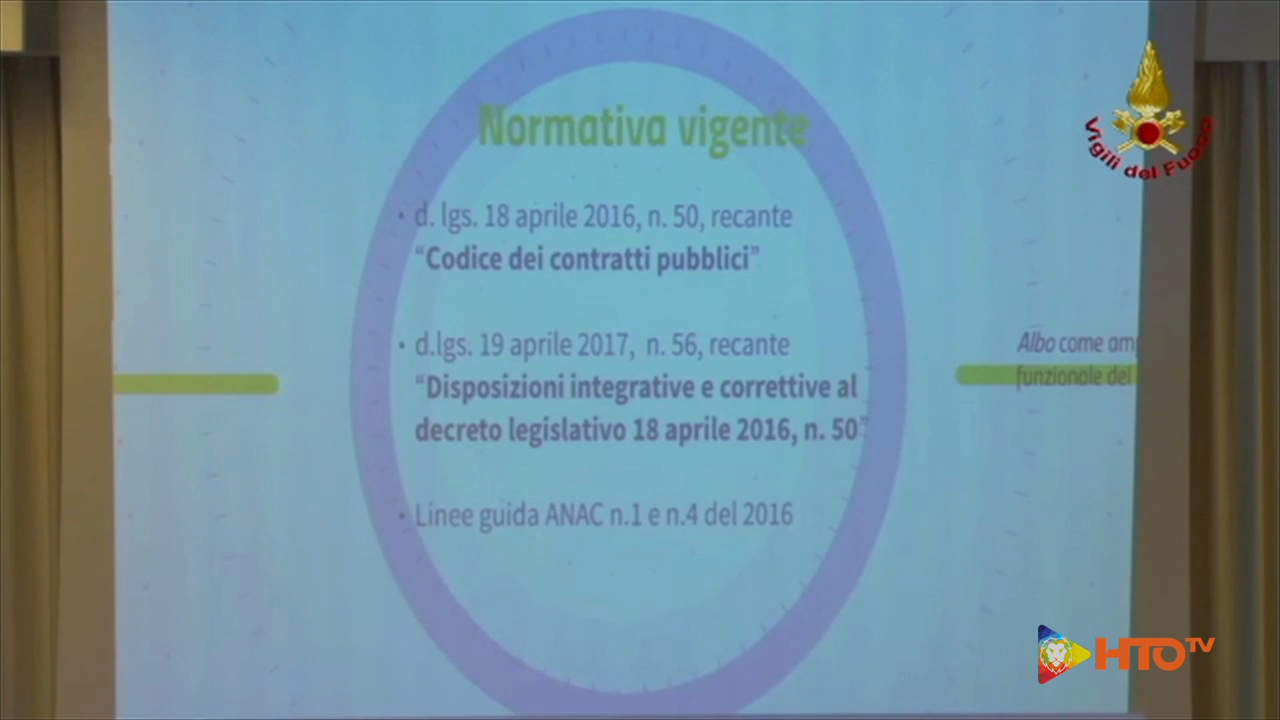 Normativa vigente
• d. lgs. 18 aprile 2016, n. 50, recante
“Codice dei contratti pubblici”
• d.lgs. 19 aprile 2017, n. 56, recante
“Disposizioni integrative e correttive al
decreto legislativo 18 aprile 2016, n. 50”
• Linee guida ANAC n.1 e n.4 del 2016
Albo come am
funzionale del
Vigili del Fuoco
HTO TV